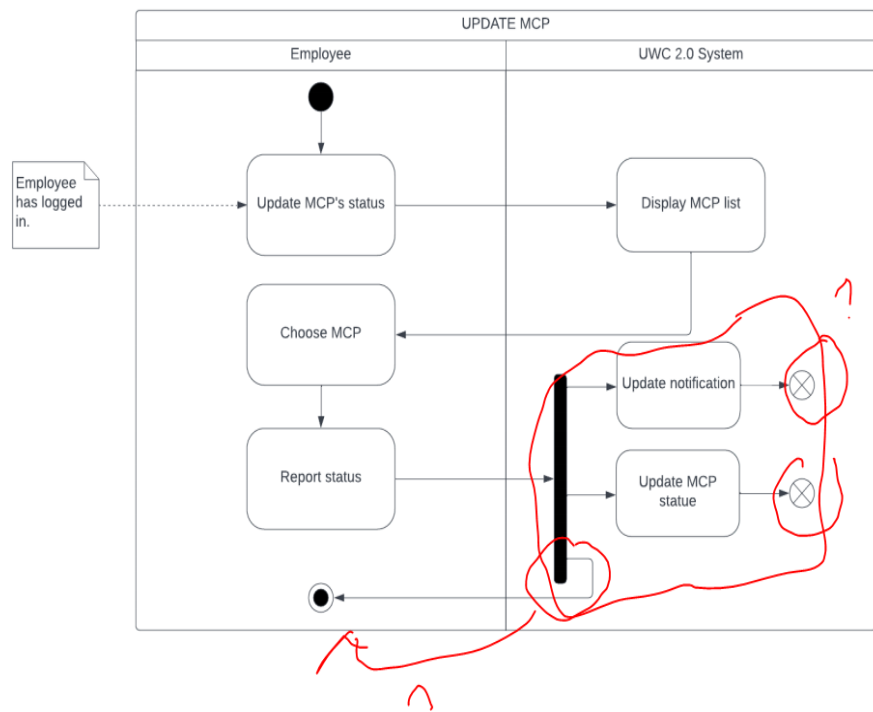 UPDATE MCP
Employee
UWC 2.0 System
Employee
has logged
in.
Update MCP's status
Display MCP list
Choose MCP
?
Update notification
Report status
Update MCP
statue
?